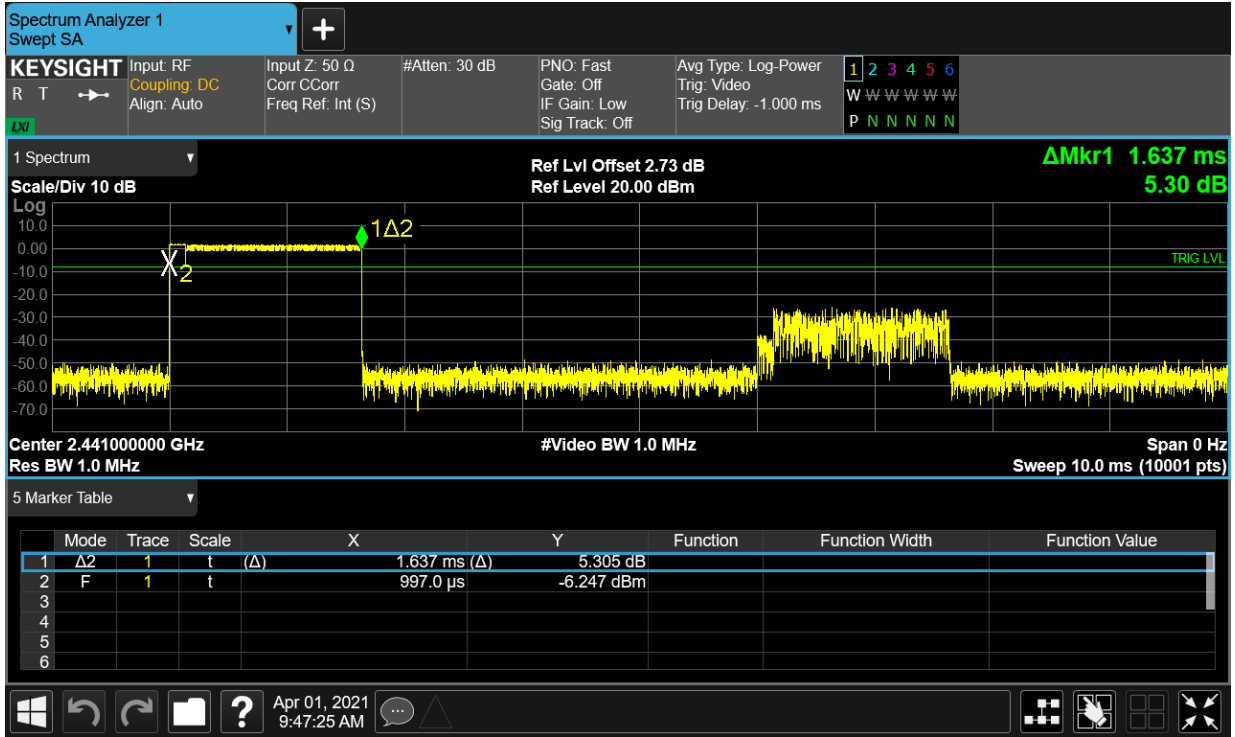 Spectrum Analyzer 1
Swept SA
+
KEYSIGHT
R T
LXI
Input: RF
Coupling: DC
Align: Auto
Input Z: 50 Ω
Corr CCorr
Freq Ref: Int (S)
#Atten: 30 dB
PNO: Fast
Gate: Off
IF Gain: Low
Sig Track: Off
Avg Type: Log-Power
Trig: Video
Trig Delay: -1.000 ms
1 2 3 4 5 6
W W W W W W
P N N N N N
1 Spectrum
Scale/Div 10 dB
Ref Lvl Offset 2.73 dB
Ref Level 20.00 dBm
ΔMkr1 1.637 ms
5.30 dB
Log
10.0
0.00
-10.0
-20.0
-30.0
-40.0
-50.0
-60.0
-70.0
1Δ2
X
2
TRIG LVL
Center 2.441000000 GHz
Res BW 1.0 MHz
#Video BW 1.0 MHz
Span 0 Hz
Sweep 10.0 ms (10001 pts)
5 Marker Table
Mode Trace Scale X Y Function Function Width Function Value
1 Δ2 1 t (Δ) 1.637 ms (Δ) 5.305 dB
2 F 1 t 997.0 µs -6.247 dBm
3
4
5
6
?
Apr 01, 2021
9:47:25 AM